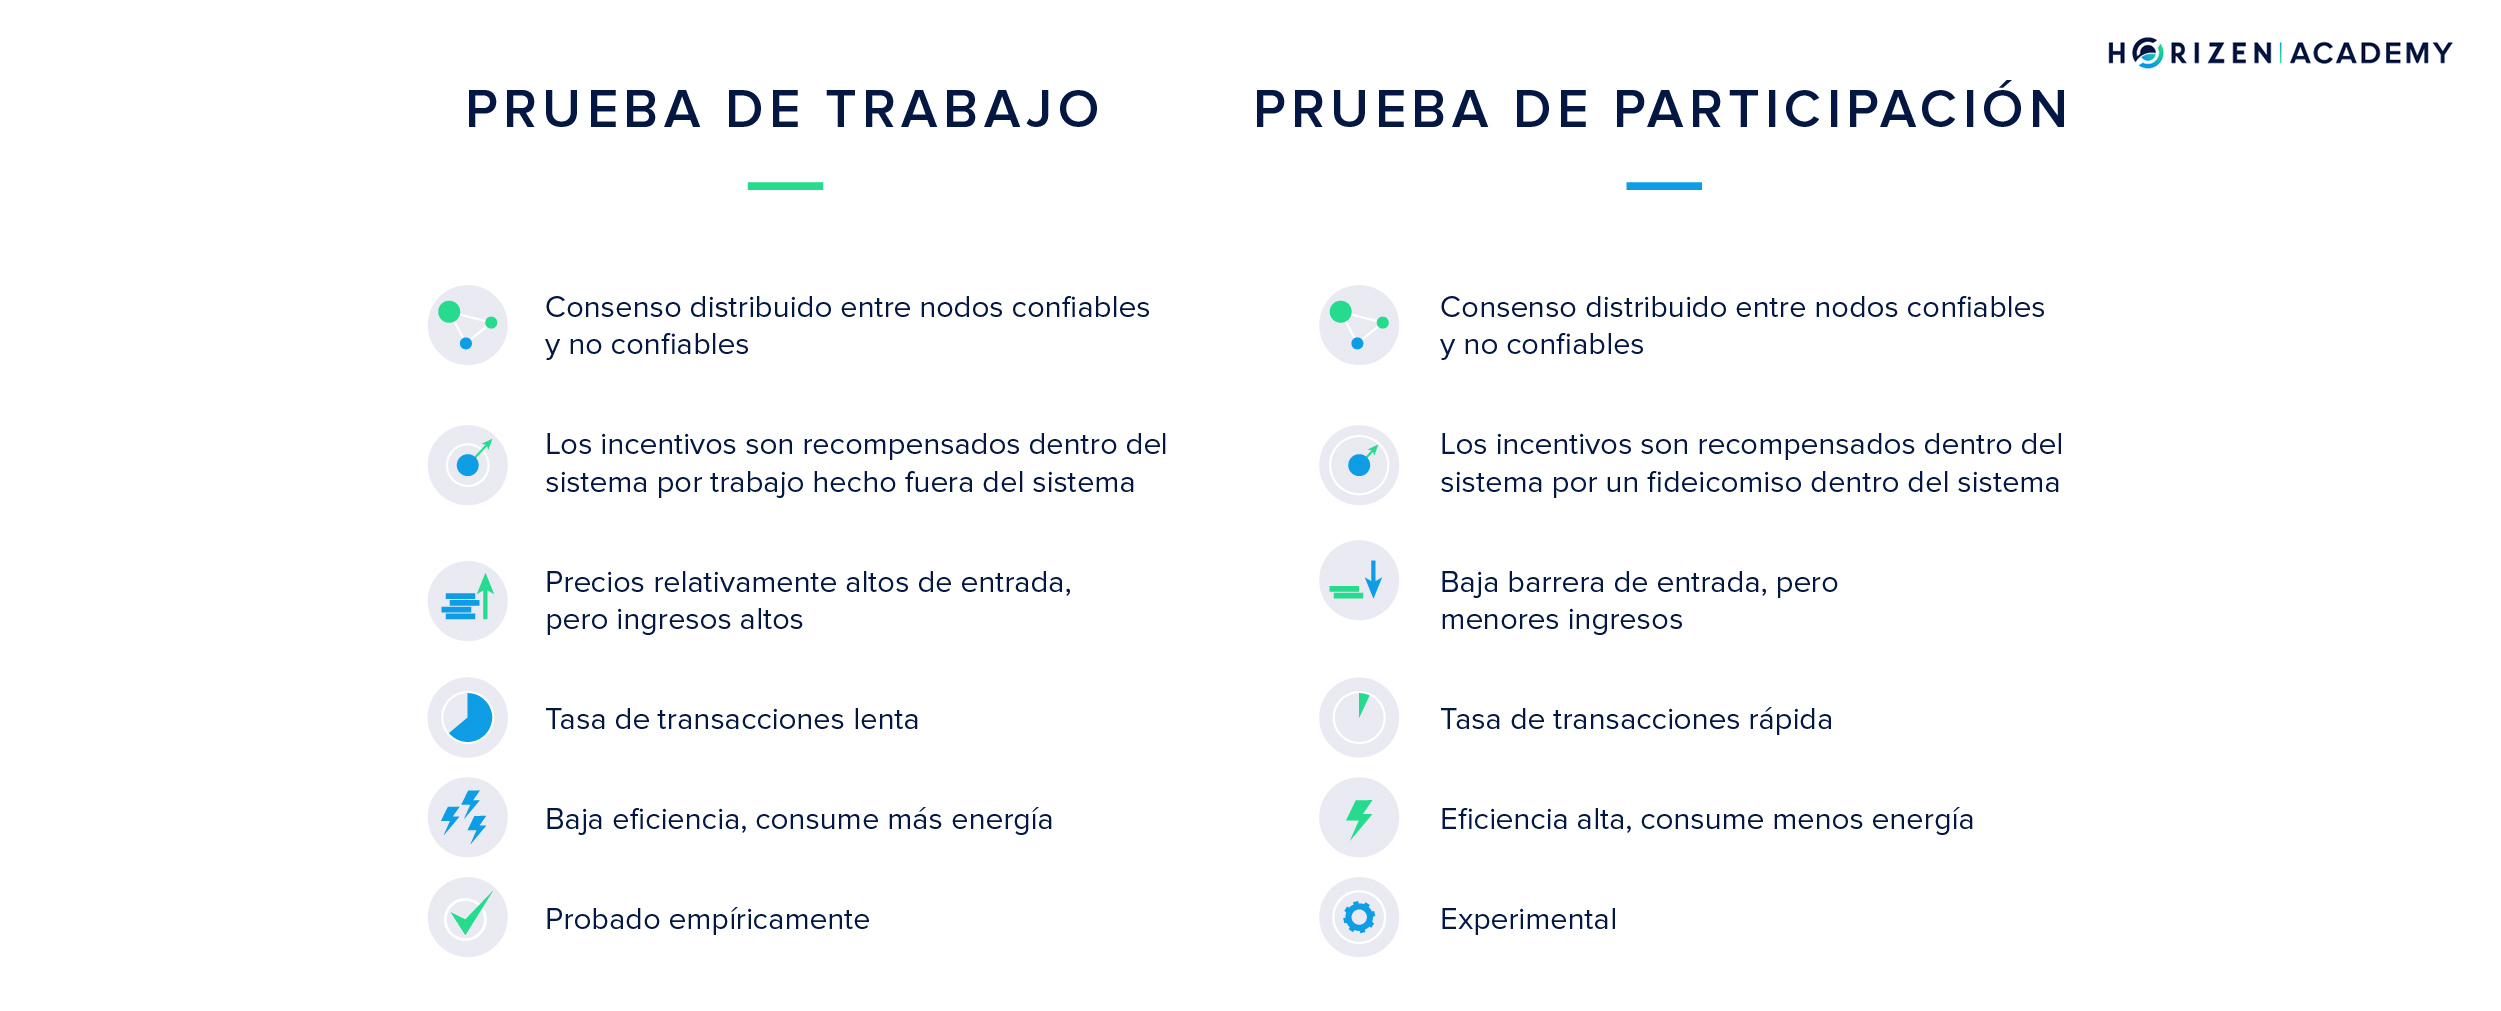 HORIZEN | ACADEMY
PRUEBA DE TRABAJO
Consenso distribuido entre nodos confiables
y no confiables
Los incentivos son recompensados dentro del
sistema por trabajo hecho fuera del sistema
Precios relativamente altos de entrada,
pero ingresos altos
Tasa de transacciones lenta
Baja eficiencia, consume más energía
Probado empíricamente
PRUEBA DE PARTICIPACIÓN
Consenso distribuido entre nodos confiables
y no confiables
Los incentivos son recompensados dentro del
sistema por un fideicomiso dentro del sistema
Baja barrera de entrada, pero
menores ingresos
Tasa de transacciones rápida
Eficiencia alta, consume menos energía
Experimental